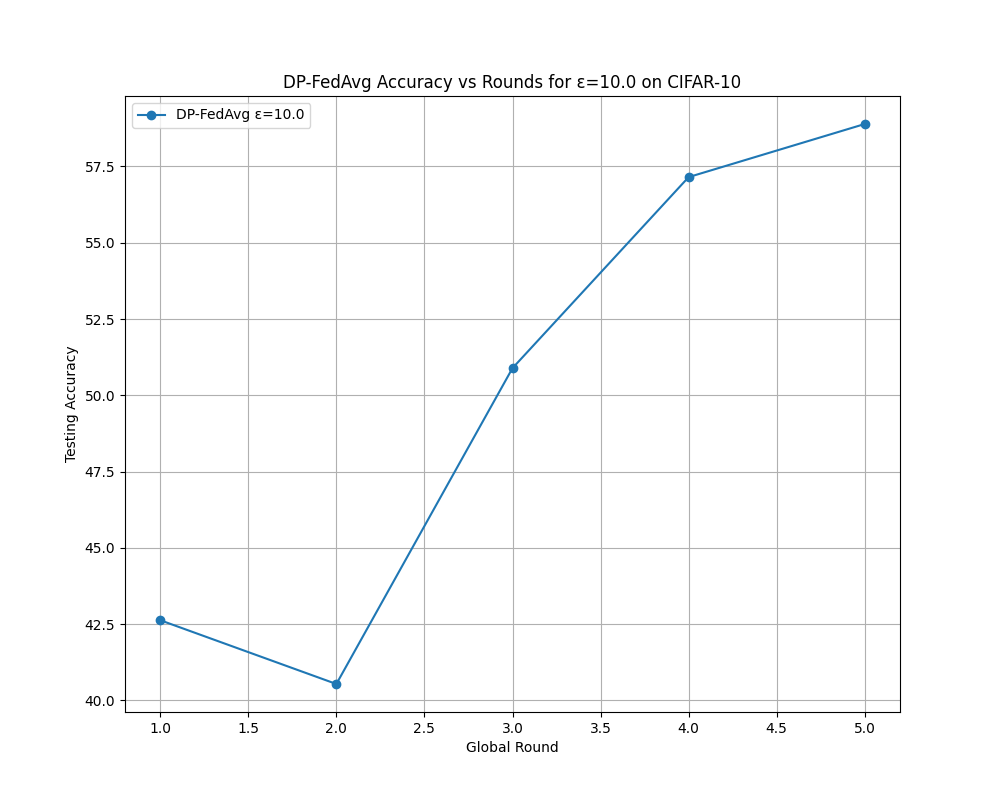 DP-FedAvg Accuracy vs Rounds for ε=10.0 on CIFAR-10
DP-FedAvg ε=10.0
57.5
55.0
52.5
50.0
47.5
45.0
42.5
40.0
Testing Accuracy
1.0 1.5 2.0 2.5 3.0 3.5 4.0 4.5 5.0
Global Round